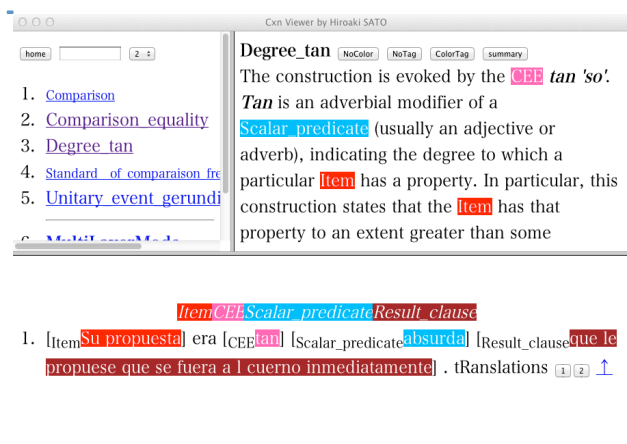 Cxn Viewer by Hiroaki SATO
home 2
1. Comparison
2. Comparison_equality
3. Degree_tan
4. Standard_of_comparaison_fre
5. Unitary_event_gerundi
Degree_tan NoColor NoTag ColorTag summary
The construction is evoked by the CEE tan 'so'.
Tan is an adverbial modifier of a
Scalar_predicate (usually an adjective or
adverb), indicating the degree to which a
particular Item has a property. In particular, this
construction states that the Item has that
property to an extent greater than some
ItemCEEScalar_predicateResult_clause
1. [ItemSu propuesta] era [CEEtan] [Scalar_predicateabsurda] [Result_clauseque le
propuese que se fuera a l cuerno inmediatamente] . tRanslations 1 2 ↑